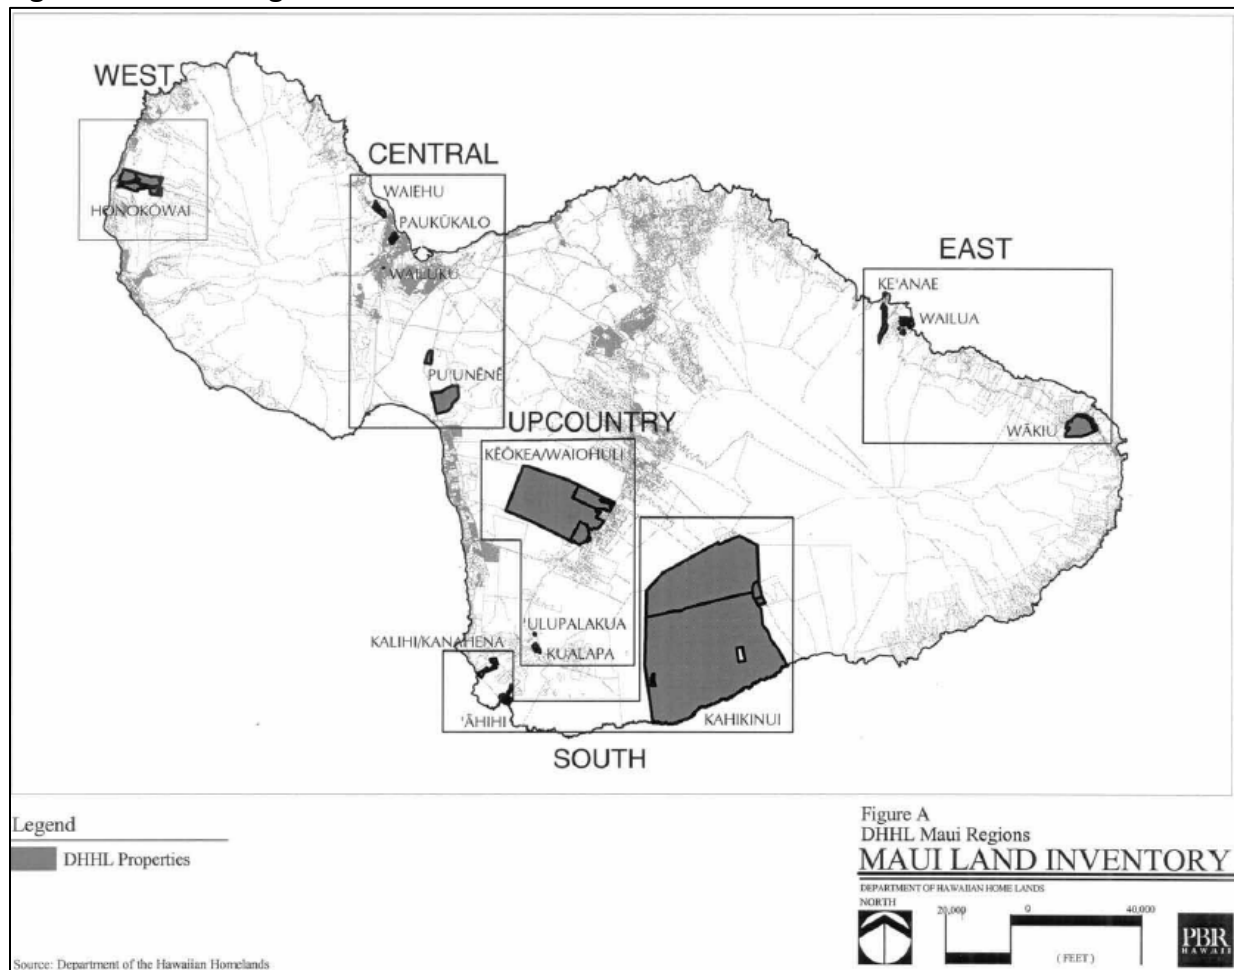 WEST
CENTRAL
WAIEHU
PAUKŪKALO
HONOKŌWAI
WAILUKU
EAST
KE'ANAE
WAILUA
PU'UNĒNĒ
UPCOUNTRY
WĀKIU
KĒŌKEA/WAIOHULI
'ULUPALAKUA
KALIHI/KANAHENA
KUALAPA
'ĀHIHI
KAHIKINUI
SOUTH
Legend
DHHL Properties
Figure A
DHHL Maui Regions
MAUI LAND INVENTORY
DEPARTMENT OF HAWAIIAN HOME LANDS
NORTH
20,000 0 40,000
( FEET )
PBR
HAWAII
Source: Department of the Hawaiian Homelands